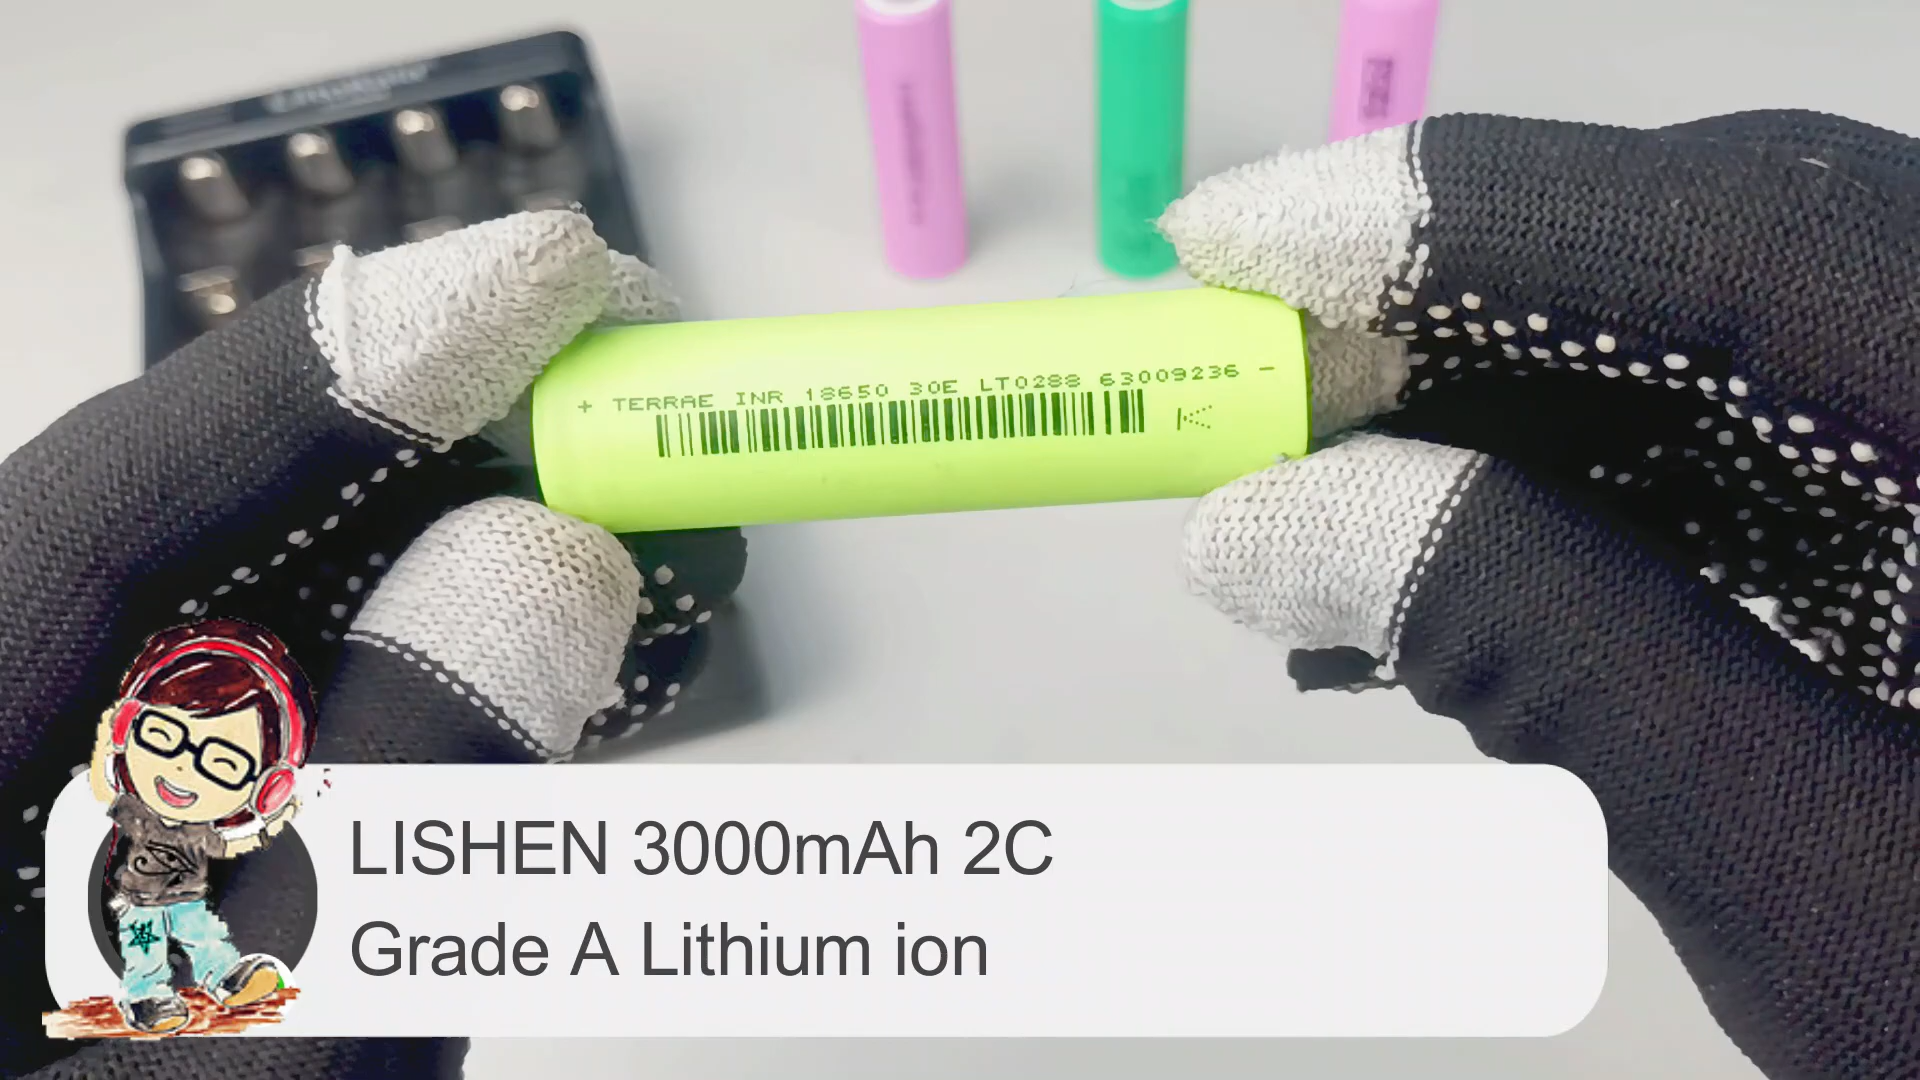 + TERRAE INR 18650 30E LT0288 63009236 -
K
LISHEN 3000mAh 2C
Grade A Lithium ion